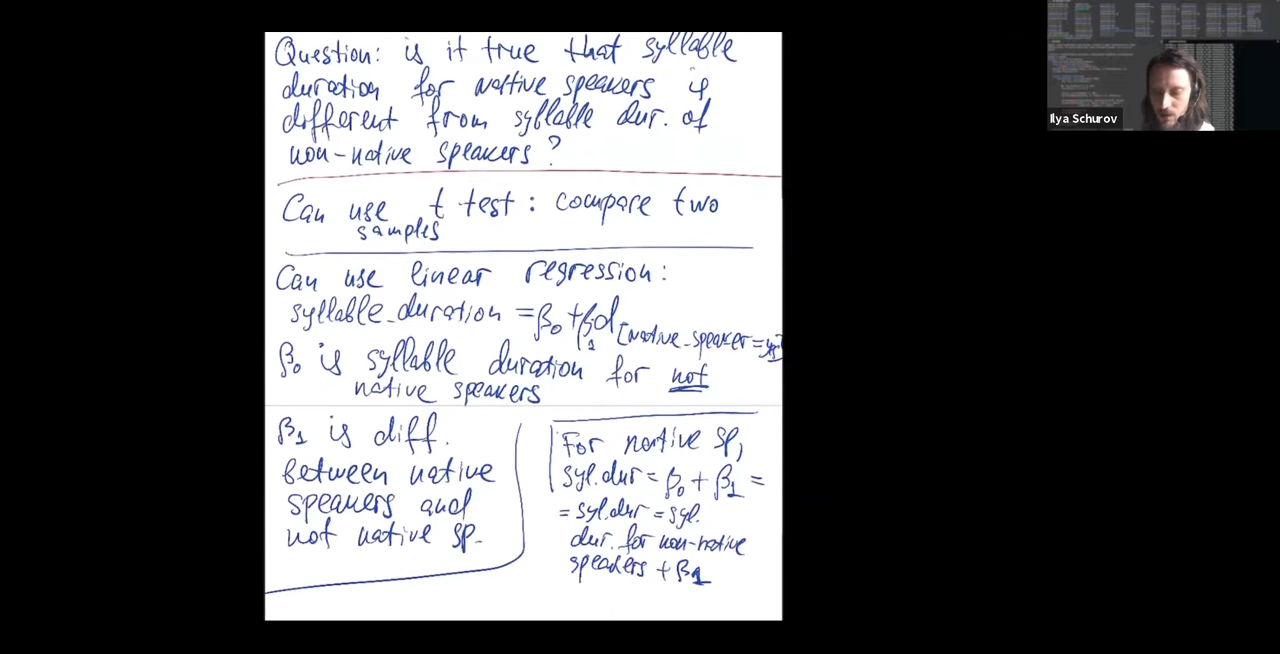 Question: is it true that syllable
duration for native speakers is
different from syllable dur. of
non-native speakers?
Can use t test: compare two
samples
Can use linear regression:
syllable_duration = β₀ + β₁d[native_speaker=yes]
β₀ is syllable duration for not
native speakers
β₁ is diff.
between native
speakers and
not native sp.
For native sp,
syl.dur = β₀ + β₁ =
= syl.dur = syl.
dur. for non-native
speakers + β₁
Ilya Schurov